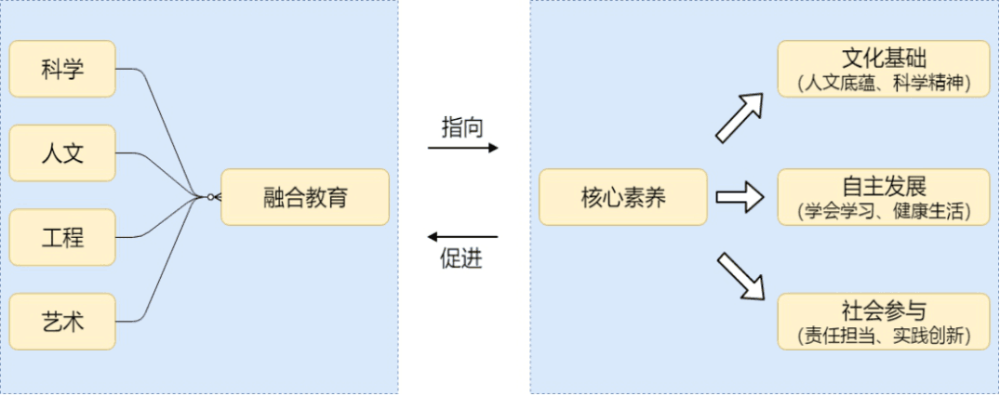 科学
人文
工程
艺术
融合教育
指向
促进
核心素养
文化基础
(人文底蕴、科学精神)
自主发展
(学会学习、健康生活)
社会参与
(责任担当、实践创新)